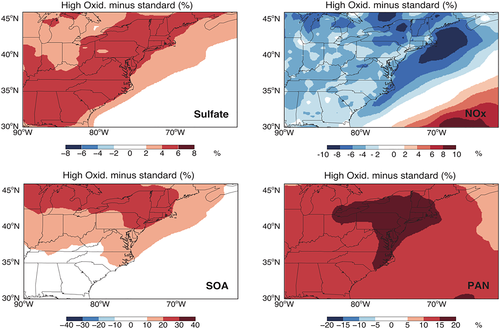 High Oxid. minus standard (%)
45°N
40°N
35°N
30°N
Sulfate
90°W 80°W 70°W
-8 -6 -4 -2 0 2 4 6 8 %
High Oxid. minus standard (%)
45°N
40°N
35°N
30°N
NOx
90°W 80°W 70°W
-10 -8 -6 -4 -2 0 2 4 6 8 10 %
High Oxid. minus standard (%)
45°N
40°N
35°N
30°N
SOA
90°W 80°W 70°W
-40 -30 -20 -10 0 10 20 30 40 %
High Oxid. minus standard (%)
45°N
40°N
35°N
30°N
PAN
90°W 80°W 70°W
-20 -15 -10 -5 0 5 10 15 %